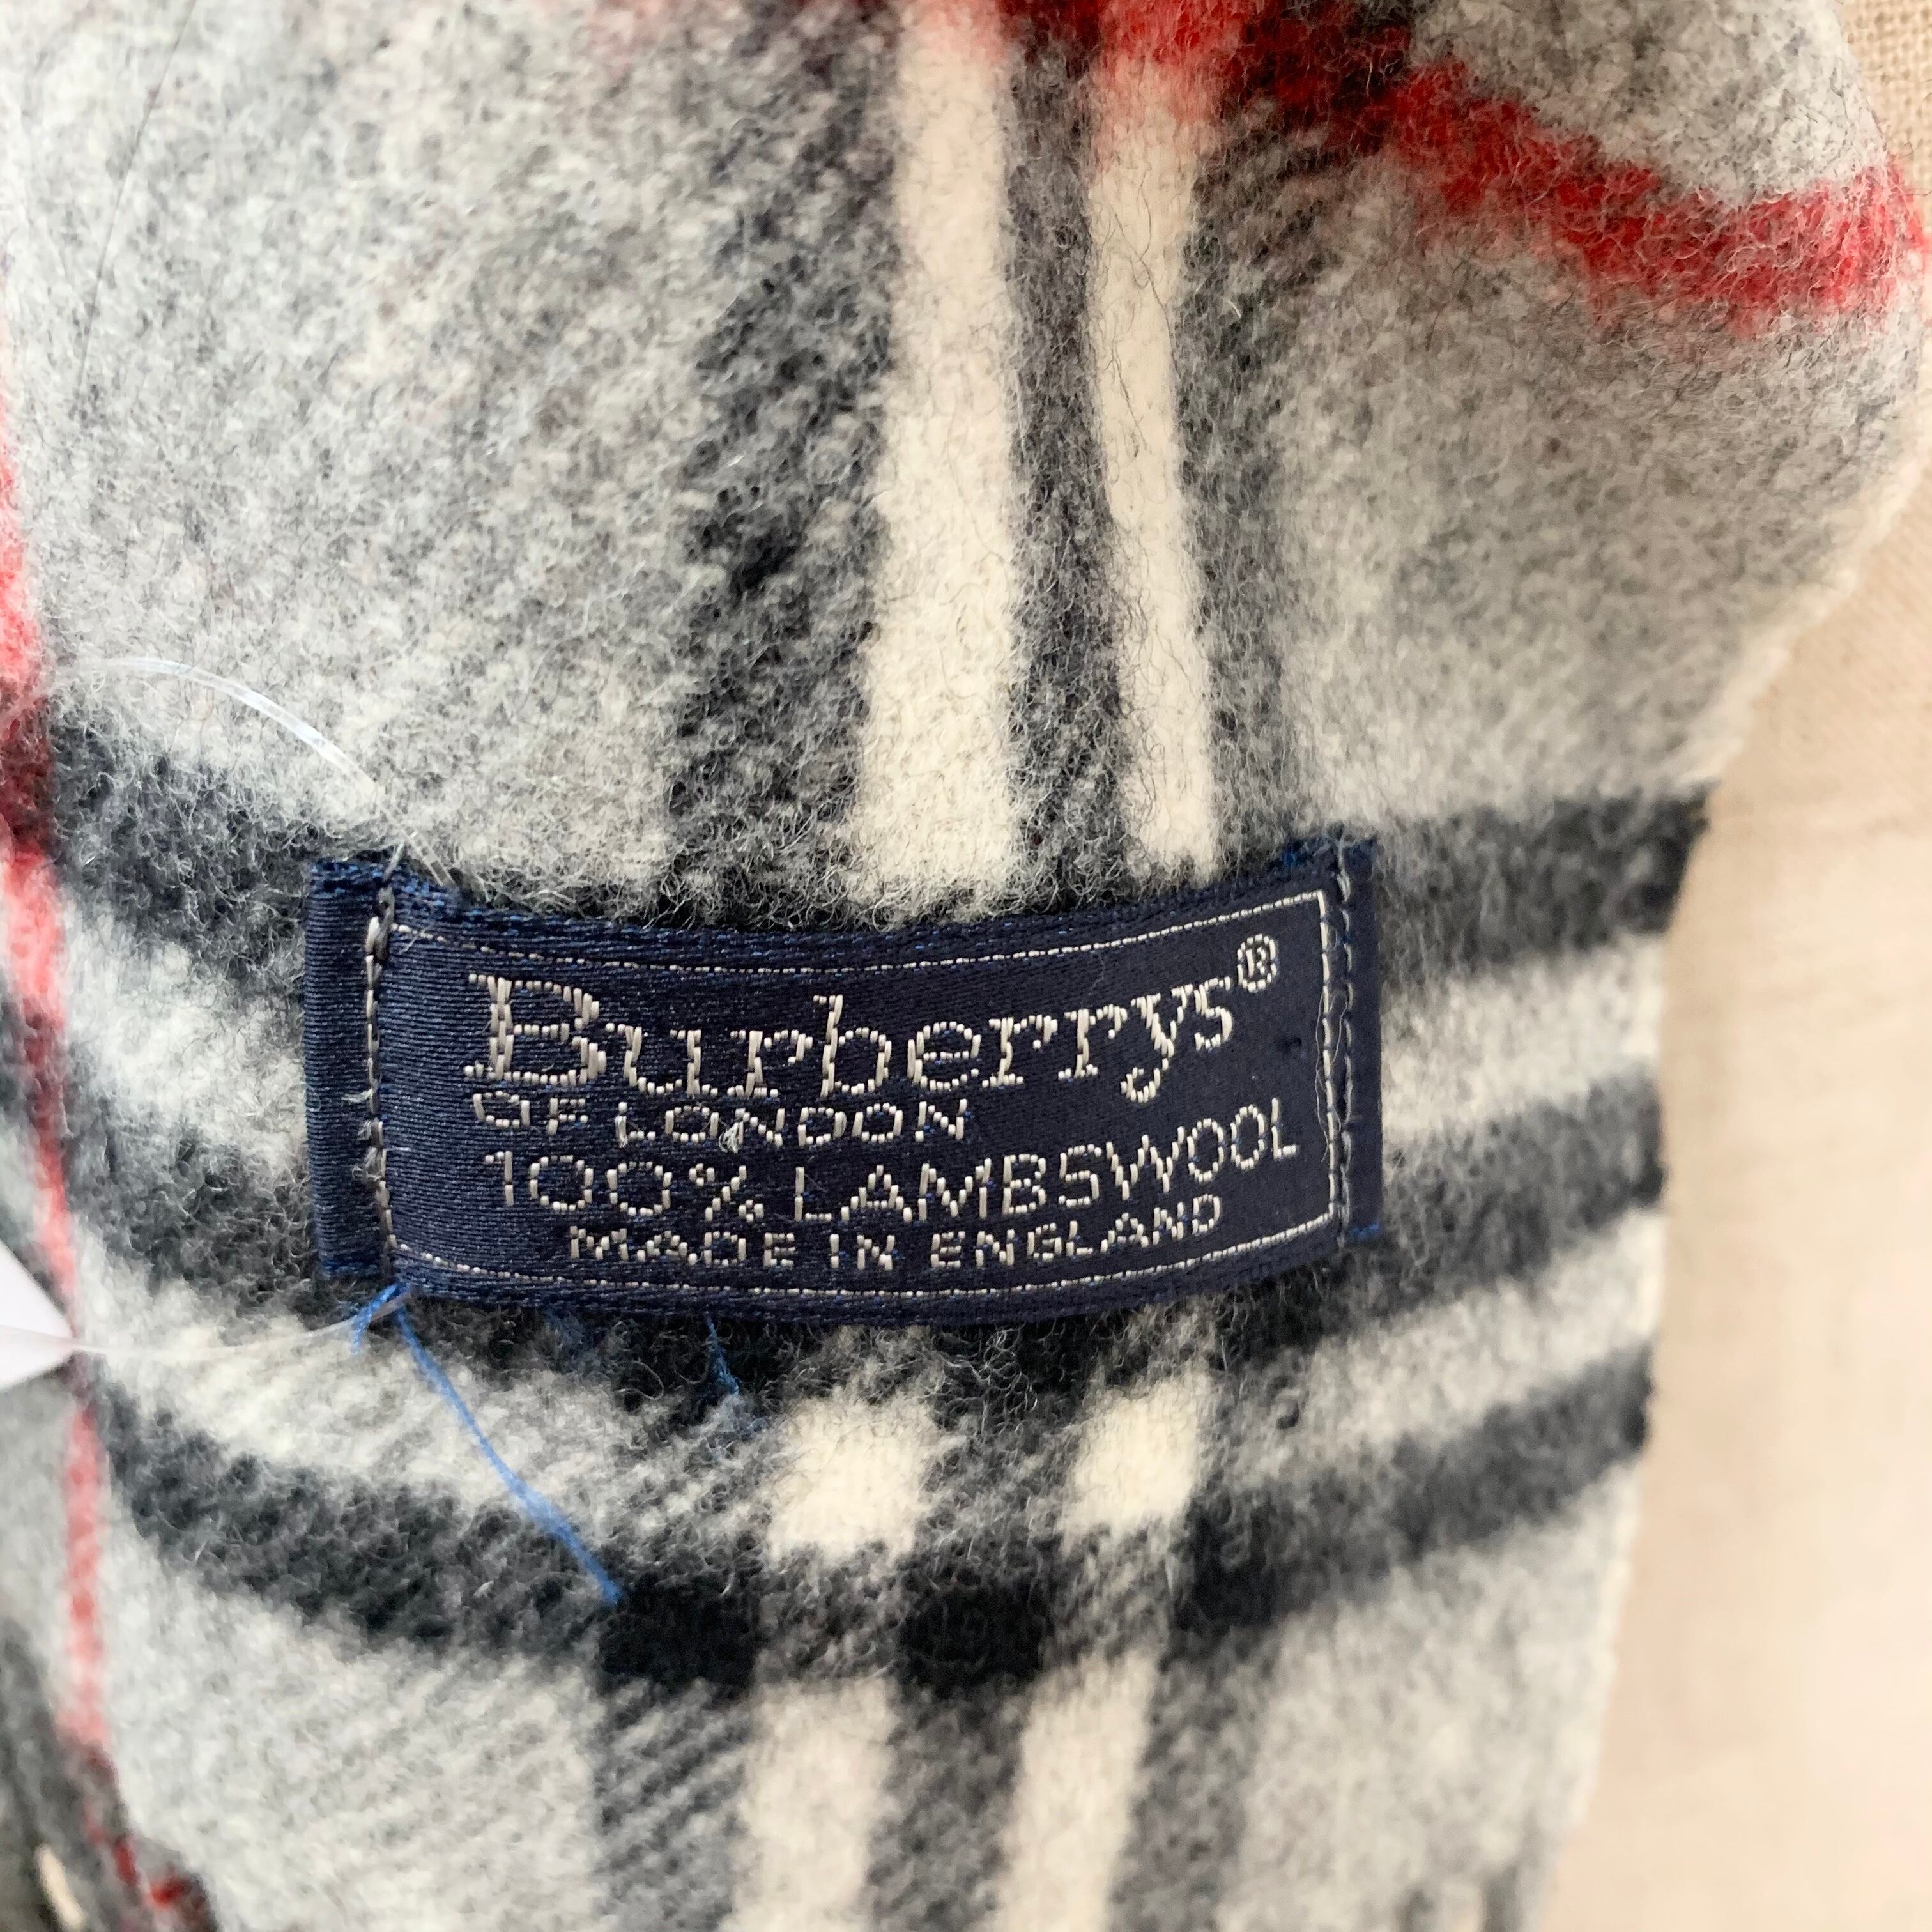 Burberrys®
OF LONDON
100% LAMBSWOOL
MADE IN ENGLAND